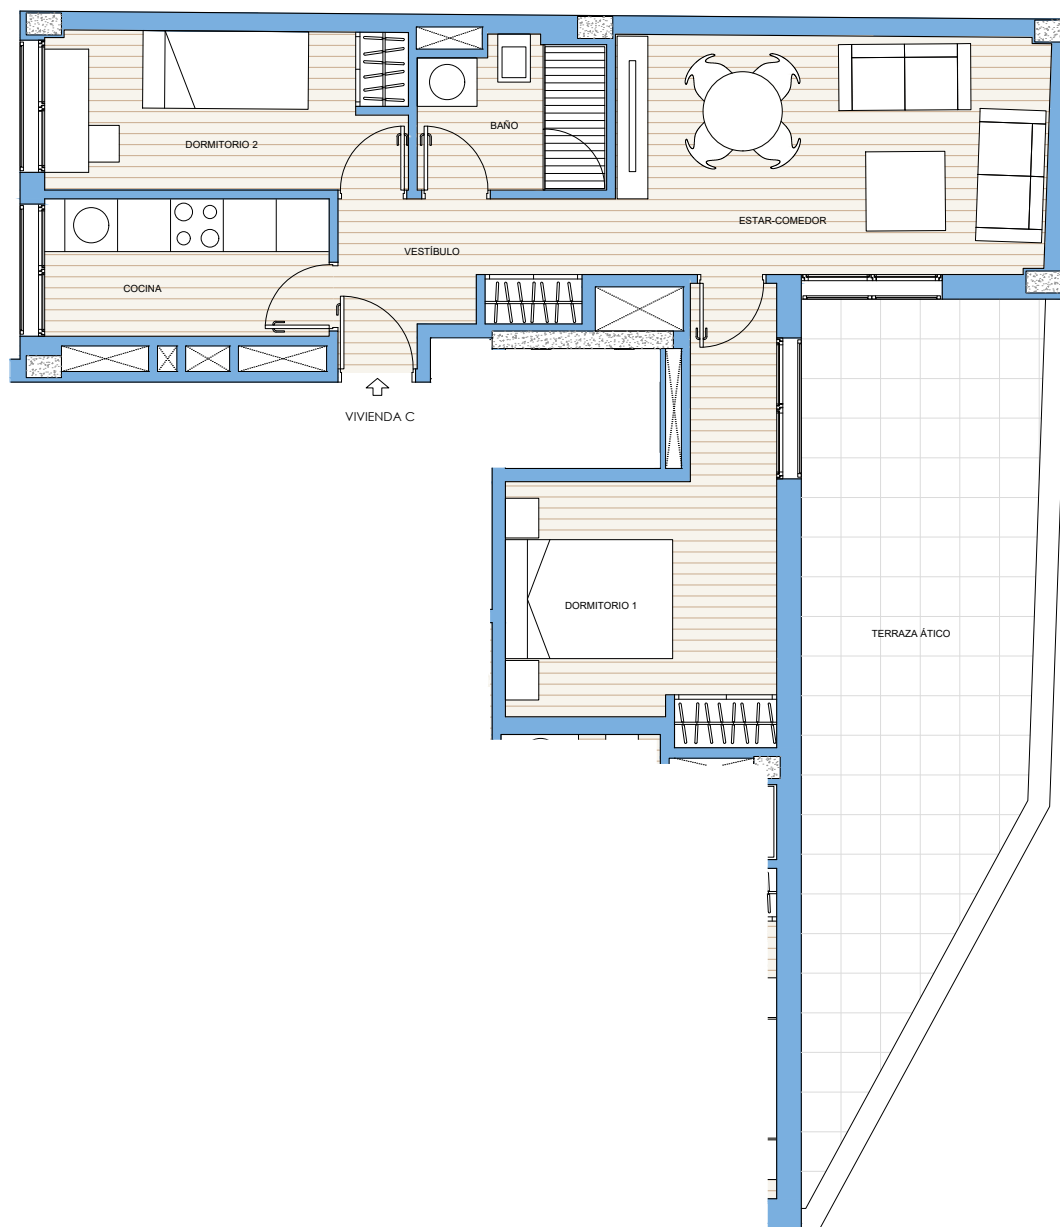 BAÑO
DORMITORIO 2
ESTAR-COMEDOR
VESTÍBULO
COCINA
VIVIENDA C
DORMITORIO 1
TERRAZA ÁTICO